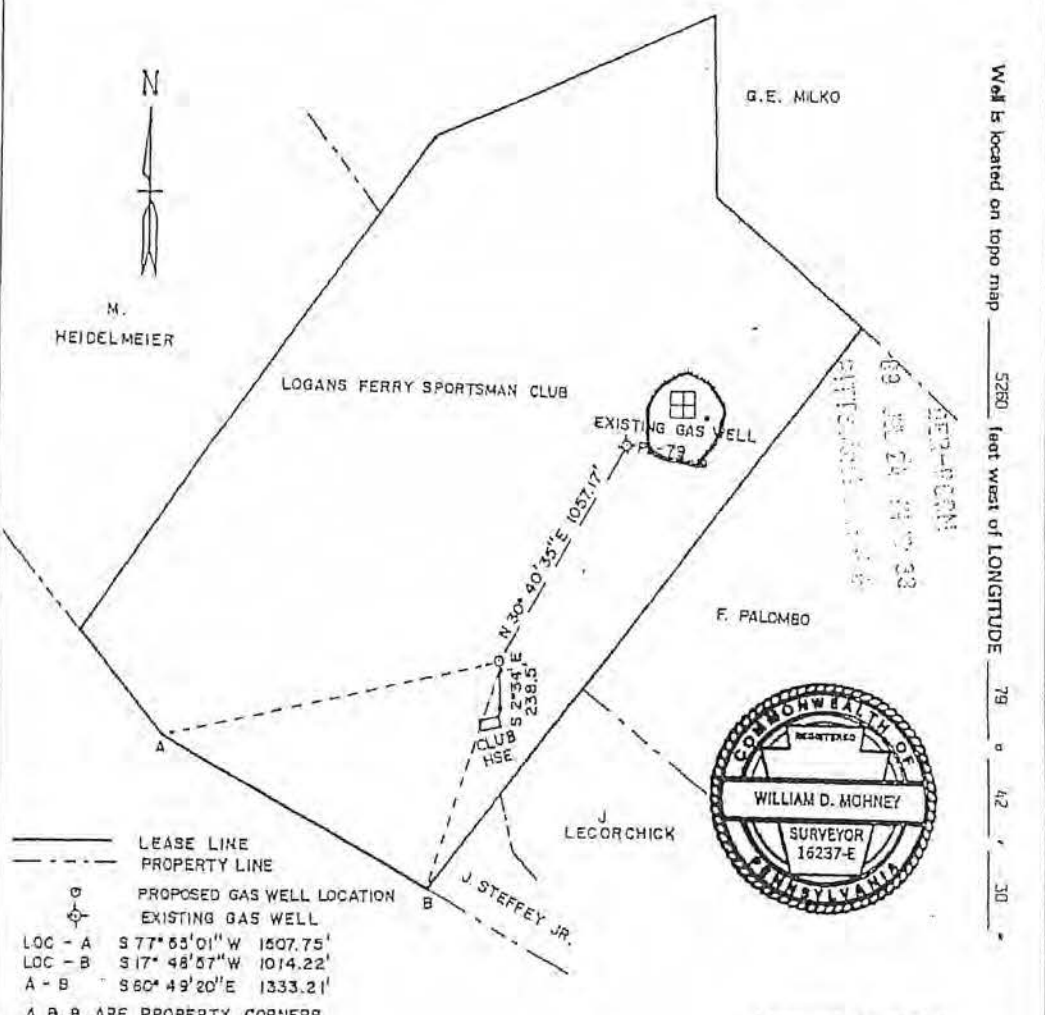 N
G.E. MILKO
M.
HEIDELMEIER
LOGANS FERRY SPORTSMAN CLUB
EXISTING GAS WELL
N 30° 40' 35" E 1057.17'
S 2° 34' E
238.5'
CLUB
HSE
A
B
F. PALOMBO
J.
LECORCHICK
J. STEFFEY JR.
Well is located on topo map 5260 feet west of LONGITUDE 79 ° 42 ' 30 "
COMMONWEALTH OF
REGISTERED
WILLIAM D. MOHNEY
SURVEYOR
16237-E
PENNSYLVANIA
LEASE LINE
PROPERTY LINE
PROPOSED GAS WELL LOCATION
EXISTING GAS WELL
LOC - A S 77° 53' 01" W 1507.75'
LOC - B S 17° 48' 57" W 1014.22'
A - B S 60° 49' 20" E 1333.21'
A & B ARE PROPERTY CORNERS